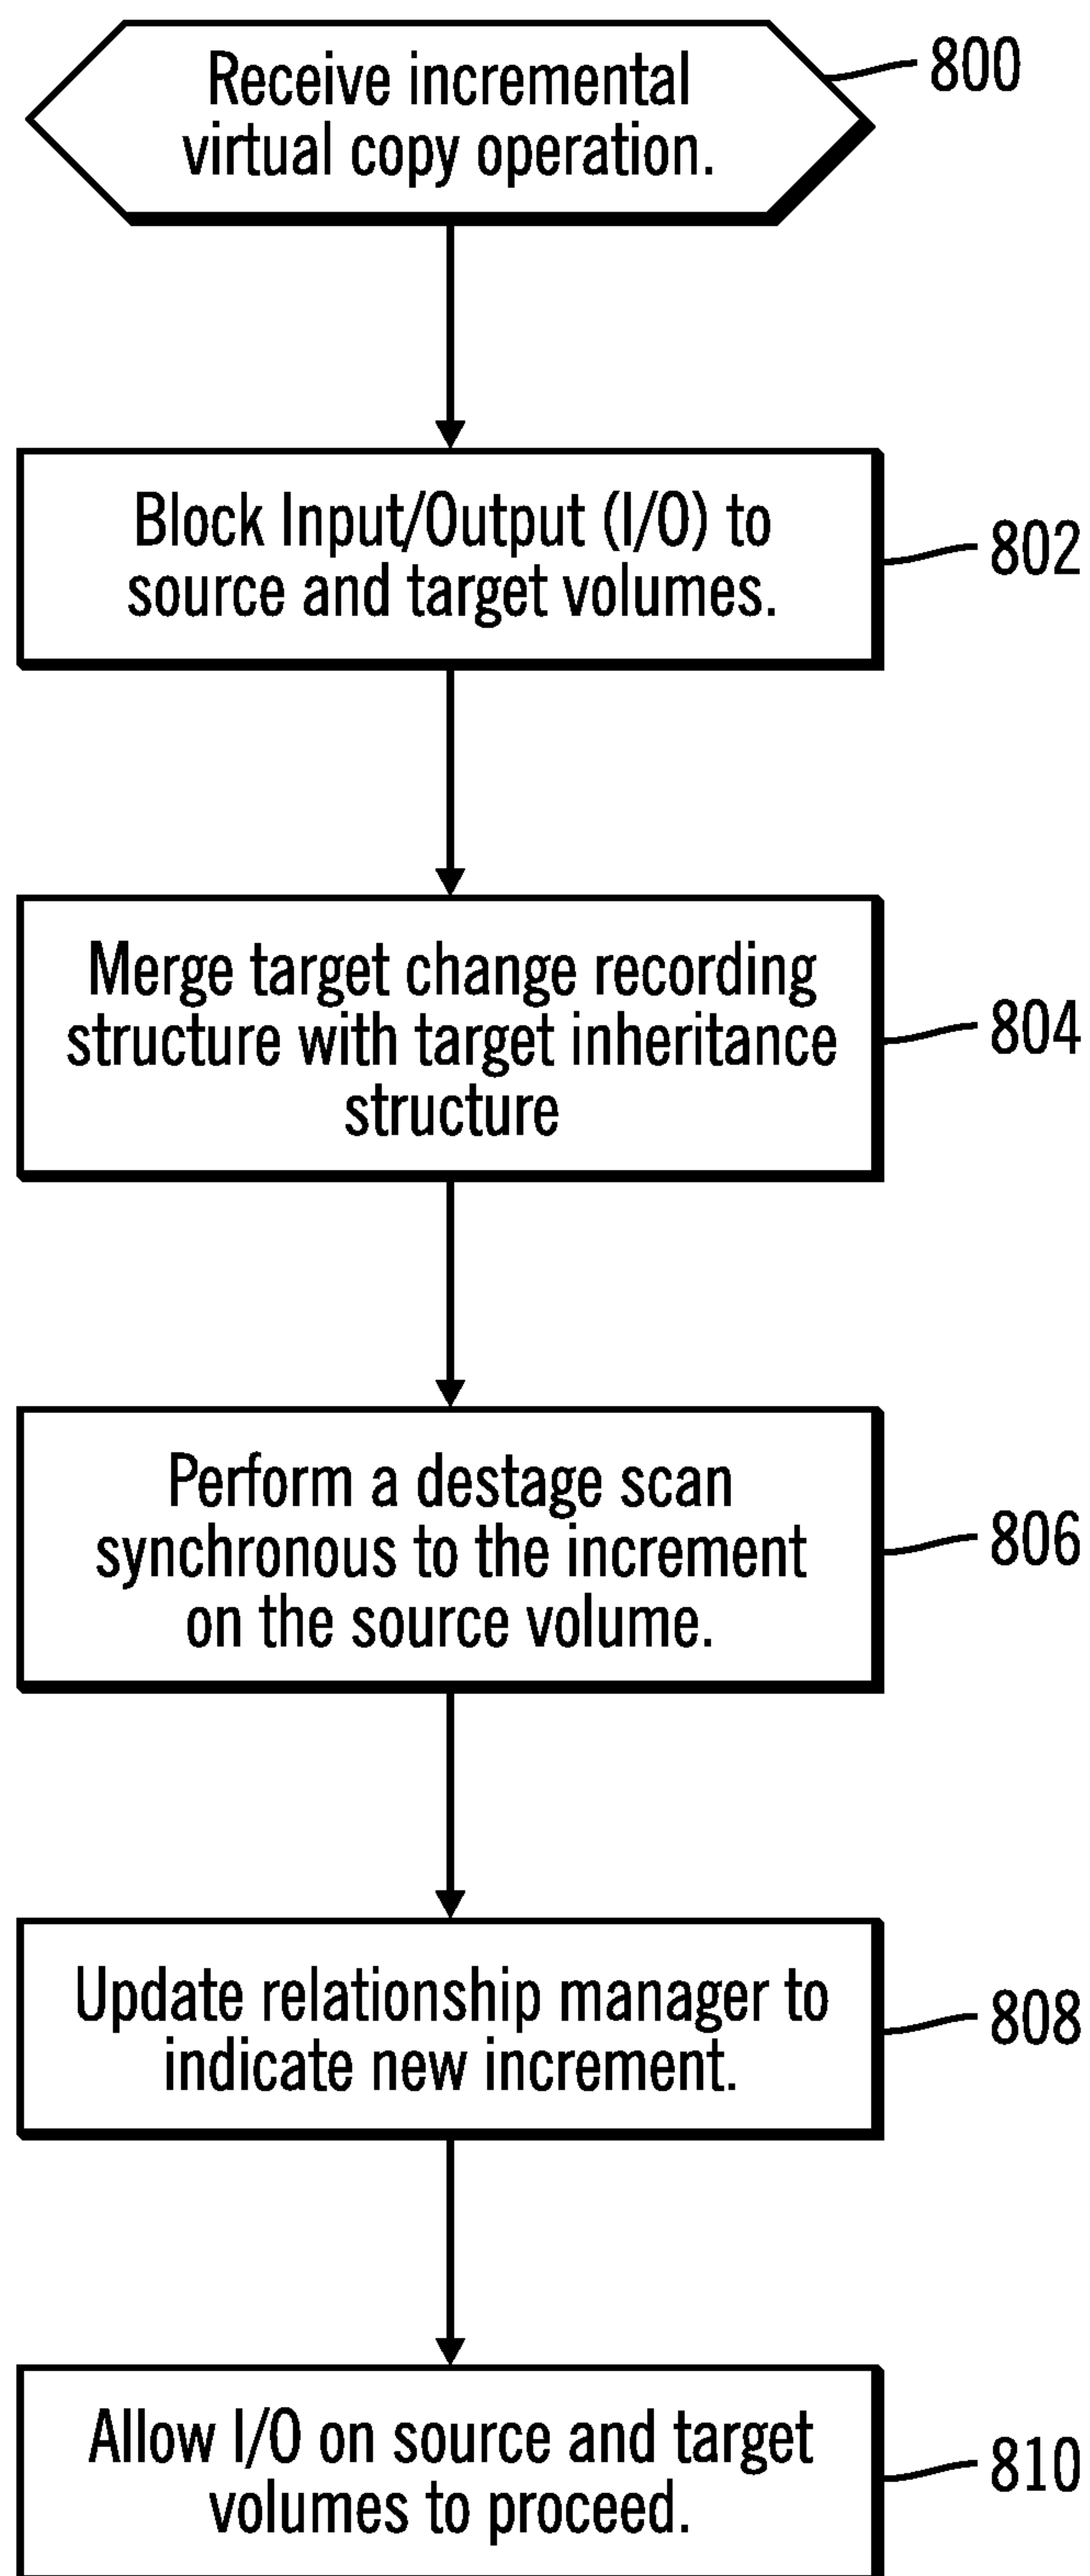 Receive incremental
virtual copy operation.
800
Block Input/Output (I/O) to
source and target volumes.
802
Merge target change recording
structure with target inheritance
structure
804
Perform a destage scan
synchronous to the increment
on the source volume.
806
Update relationship manager to
indicate new increment.
808
Allow I/O on source and target
volumes to proceed.
810